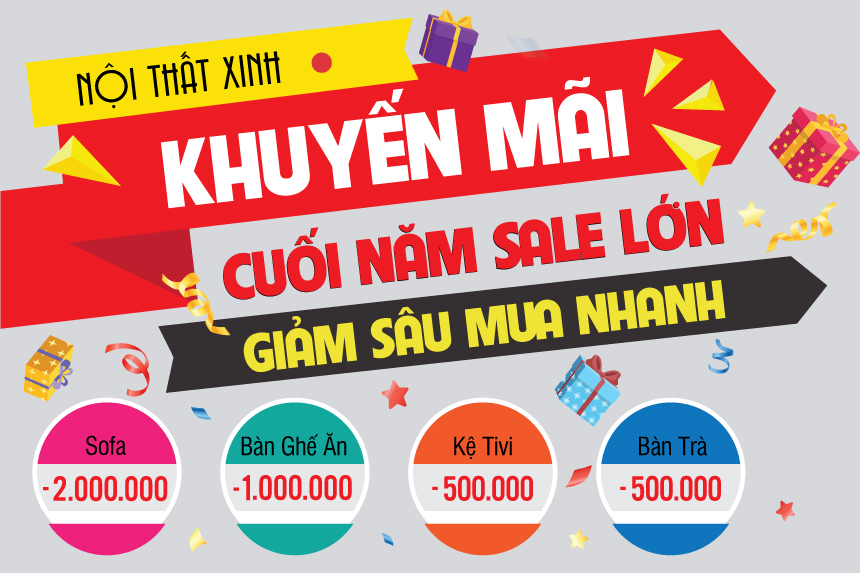 NỘI THẤT XINH
KHUYẾN MÃI
CUỐI NĂM SALE LỚN
GIẢM SÂU MUA NHANH
Sofa
-2.000.000
Bàn Ghế Ăn
-1.000.000
Kệ Tivi
- 500.000
Bàn Trà
- 500.000